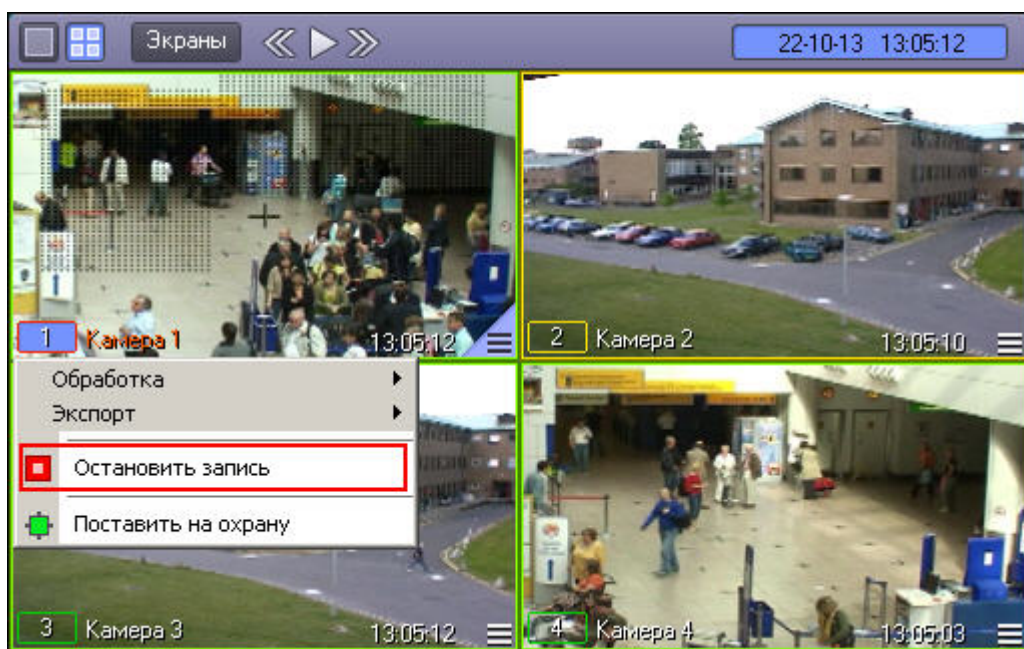 Экраны
22-10-13 13:05:12
1 Камера 1 13:05:12
2 Камера 2 13:05:10
Обработка
Экспорт
Остановить запись
Поставить на охрану
3 Камера 3 13:05:12
4 Камера 4 13:05:03